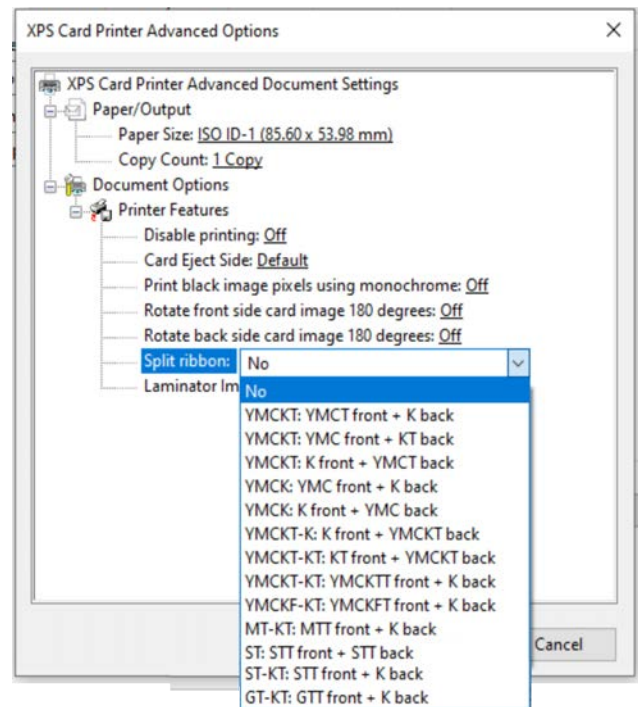 XPS Card Printer Advanced Options
XPS Card Printer Advanced Document Settings
Paper/Output
Paper Size: ISO ID-1 (85.60 x 53.98 mm)
Copy Count: 1 Copy
Document Options
Printer Features
Disable printing: Off
Card Eject Side: Default
Print black image pixels using monochrome: Off
Rotate front side card image 180 degrees: Off
Rotate back side card image 180 degrees: Off
Split ribbon: No
Laminator Im
No
YMCKT: YMCT front + K back
YMCKT: YMC front + KT back
YMCKT: K front + YMCT back
YMCK: YMC front + K back
YMCK: K front + YMC back
YMCKT-K: K front + YMCKT back
YMCKT-KT: KT front + YMCKT back
YMCKT-KT: YMCKTT front + K back
YMCKF-KT: YMCKFT front + K back
MT-KT: MTT front + K back
ST: STT front + STT back
ST-KT: STT front + K back
GT-KT: GTT front + K back
Cancel